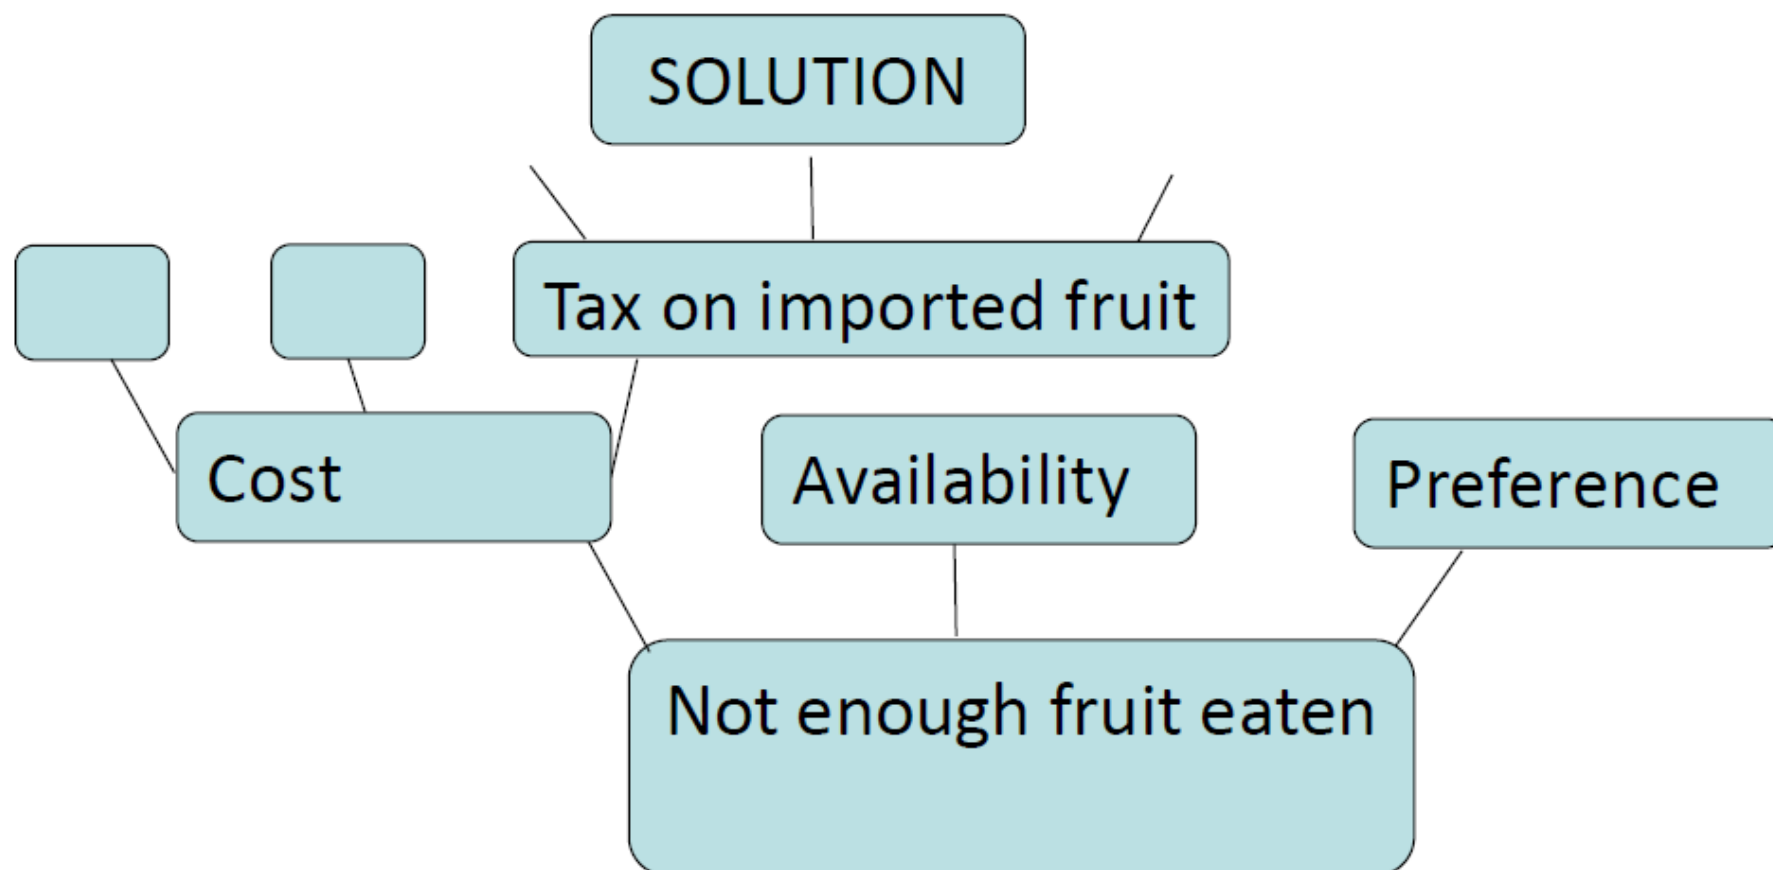 SOLUTION
Tax on imported fruit
Cost
Availability
Preference
Not enough fruit eaten